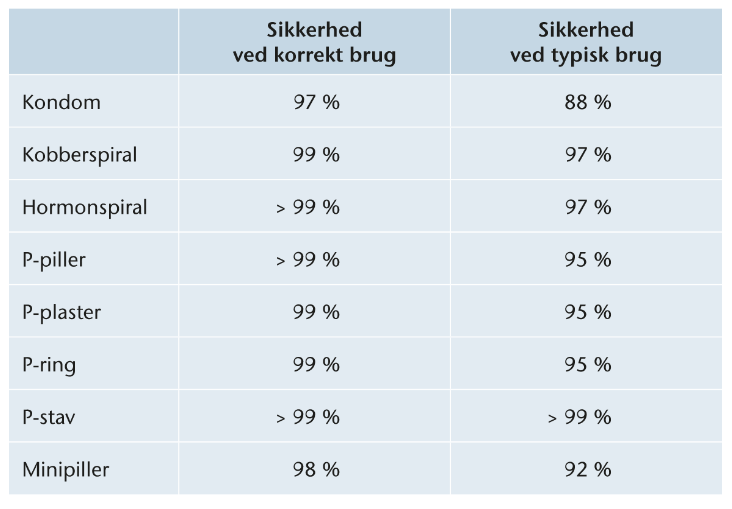 Sikkerhed
ved korrekt brug
Sikkerhed
ved typisk brug
Kondom 97 % 88 %
Kobberspiral 99 % 97 %
Hormonspiral > 99 % 97 %
P-piller > 99 % 95 %
P-plaster 99 % 95 %
P-ring 99 % 95 %
P-stav > 99 % > 99 %
Minipiller 98 % 92 %